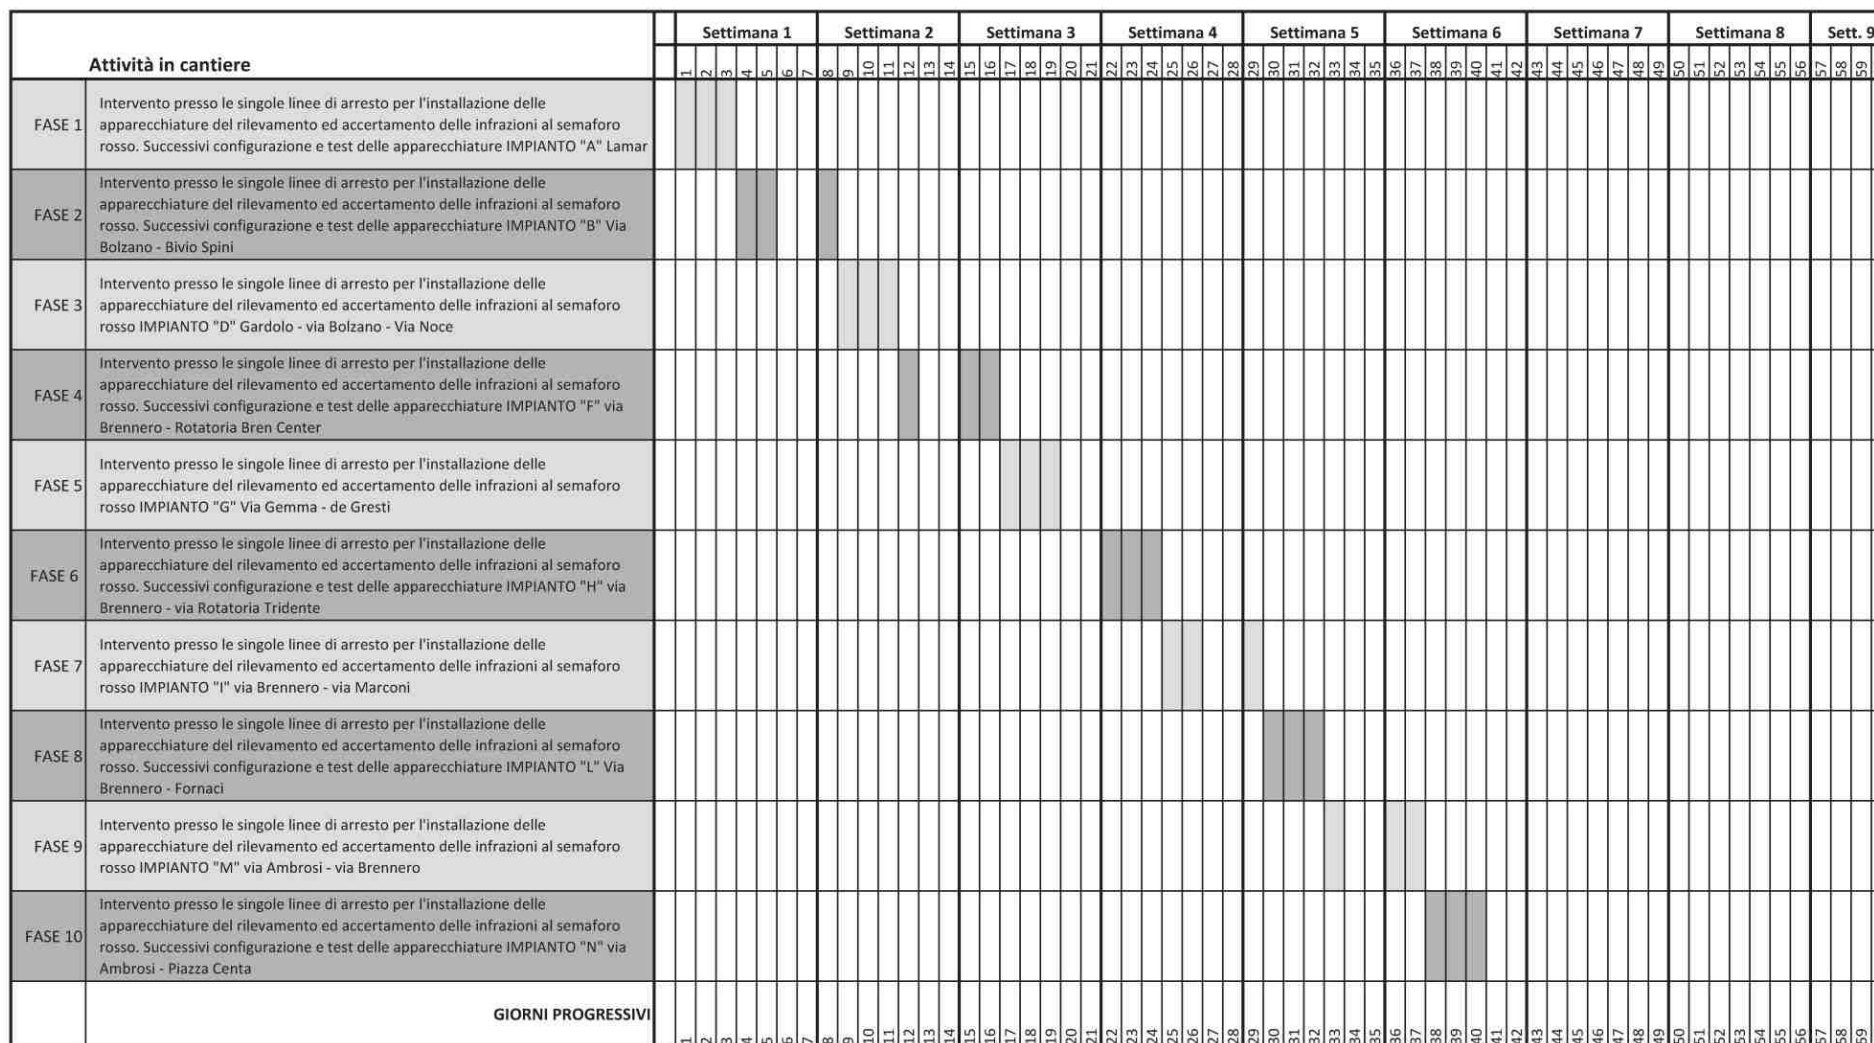 Settimana 1 Settimana 2 Settimana 3 Settimana 4 Settimana 5 Settimana 6 Settimana 7 Settimana 8 Sett. 9
Attività in cantiere
1 2 3 4 5 6 7 8 9 10 11 12 13 14 15 16 17 18 19 20 21 22 23 24 25 26 27 28 29 30 31 32 33 34 35 36 37 38 39 40 41 42 43 44 45 46 47 48 49 50 51 52 53 54 55 56 57 58 59
FASE 1
Intervento presso le singole linee di arresto per l'installazione delle
apparecchiature del rilevamento ed accertamento delle infrazioni al semaforo
rosso. Successivi configurazione e test delle apparecchiature IMPIANTO "A" Lamar
FASE 2
Intervento presso le singole linee di arresto per l'installazione delle
apparecchiature del rilevamento ed accertamento delle infrazioni al semaforo
rosso. Successivi configurazione e test delle apparecchiature IMPIANTO "B" Via
Bolzano - Bivio Spini
FASE 3
Intervento presso le singole linee di arresto per l'installazione delle
apparecchiature del rilevamento ed accertamento delle infrazioni al semaforo
rosso IMPIANTO "D" Gardolo - via Bolzano - Via Noce
FASE 4
Intervento presso le singole linee di arresto per l'installazione delle
apparecchiature del rilevamento ed accertamento delle infrazioni al semaforo
rosso. Successivi configurazione e test delle apparecchiature IMPIANTO "F" via
Brennero - Rotatoria Bren Center
FASE 5
Intervento presso le singole linee di arresto per l'installazione delle
apparecchiature del rilevamento ed accertamento delle infrazioni al semaforo
rosso IMPIANTO "G" Via Gemma - de Gresti
FASE 6
Intervento presso le singole linee di arresto per l'installazione delle
apparecchiature del rilevamento ed accertamento delle infrazioni al semaforo
rosso. Successivi configurazione e test delle apparecchiature IMPIANTO "H" via
Brennero - via Rotatoria Tridente
FASE 7
Intervento presso le singole linee di arresto per l'installazione delle
apparecchiature del rilevamento ed accertamento delle infrazioni al semaforo
rosso IMPIANTO "I" via Brennero - via Marconi
FASE 8
Intervento presso le singole linee di arresto per l'installazione delle
apparecchiature del rilevamento ed accertamento delle infrazioni al semaforo
rosso. Successivi configurazione e test delle apparecchiature IMPIANTO "L" Via
Brennero - Fornaci
FASE 9
Intervento presso le singole linee di arresto per l'installazione delle
apparecchiature del rilevamento ed accertamento delle infrazioni al semaforo
rosso IMPIANTO "M" via Ambrosi - via Brennero
FASE 10
Intervento presso le singole linee di arresto per l'installazione delle
apparecchiature del rilevamento ed accertamento delle infrazioni al semaforo
rosso. Successivi configurazione e test delle apparecchiature IMPIANTO "N" via
Ambrosi - Piazza Centa
GIORNI PROGRESSIVI
1 2 3 4 5 6 7 8 9 10 11 12 13 14 15 16 17 18 19 20 21 22 23 24 25 26 27 28 29 30 31 32 33 34 35 36 37 38 39 40 41 42 43 44 45 46 47 48 49 50 51 52 53 54 55 56 57 58 59